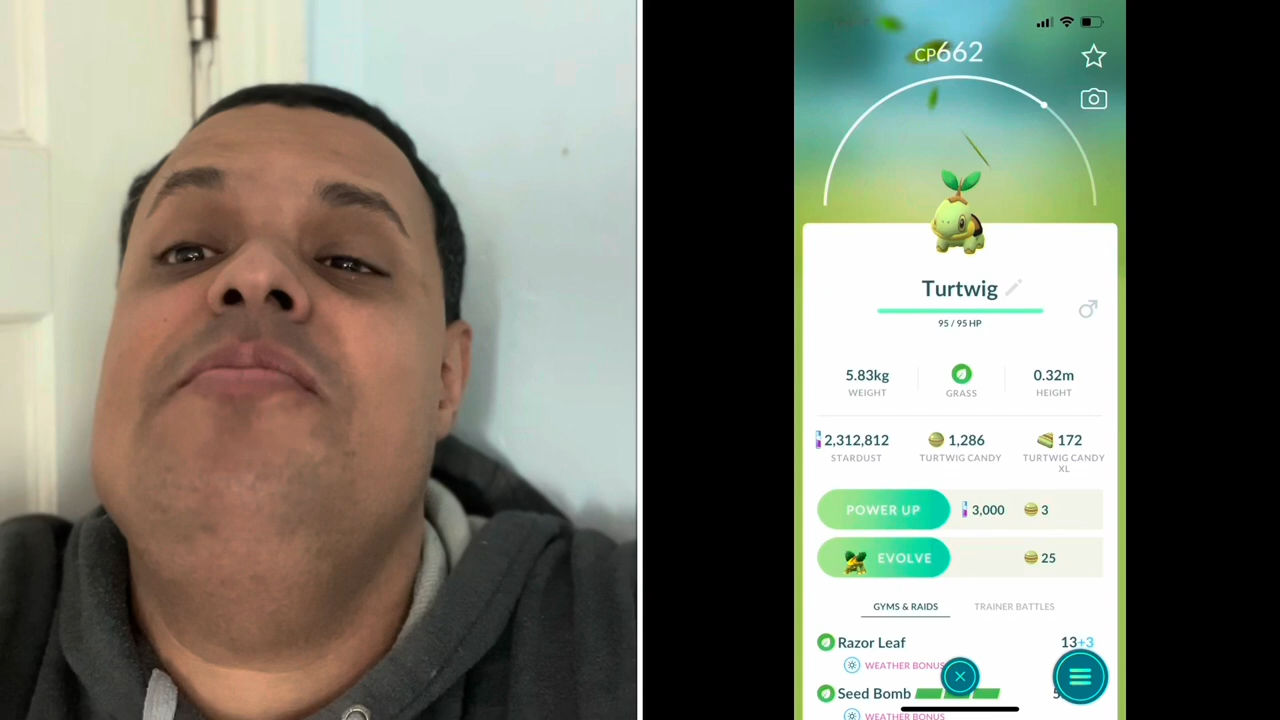 CP662
Turtwig
95 / 95 HP
5.83kg
WEIGHT
GRASS
0.32m
HEIGHT
2,312,812
STARDUST
1,286
TURTWIG CANDY
172
TURTWIG CANDY
XL
POWER UP 3,000 3
EVOLVE 25
GYMS & RAIDS TRAINER BATTLES
Razor Leaf 13+3
WEATHER BONUS
Seed Bomb
WEATHER BONUS